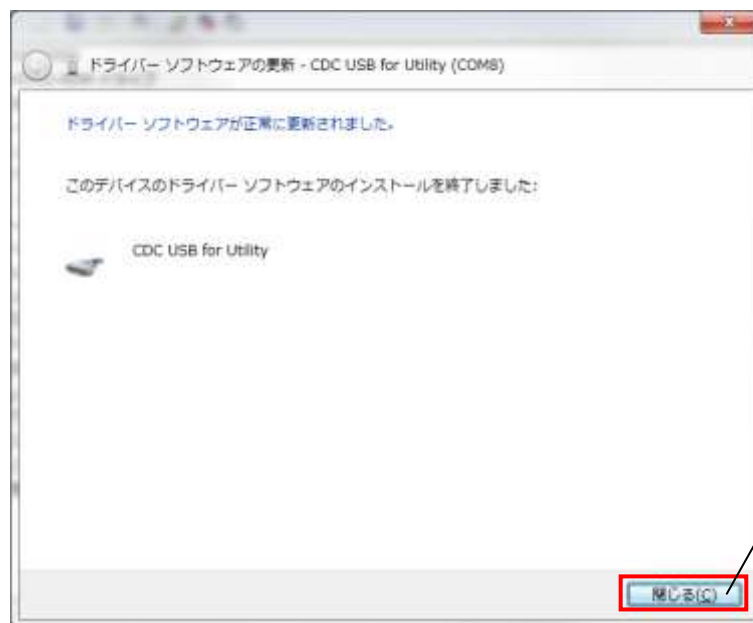 ドライバー ソフトウェアの更新 - CDC USB for Utility (COM8)
ドライバー ソフトウェアが正常に更新されました。
このデバイスのドライバー ソフトウェアのインストールを終了しました:
CDC USB for Utility
閉じる(C)